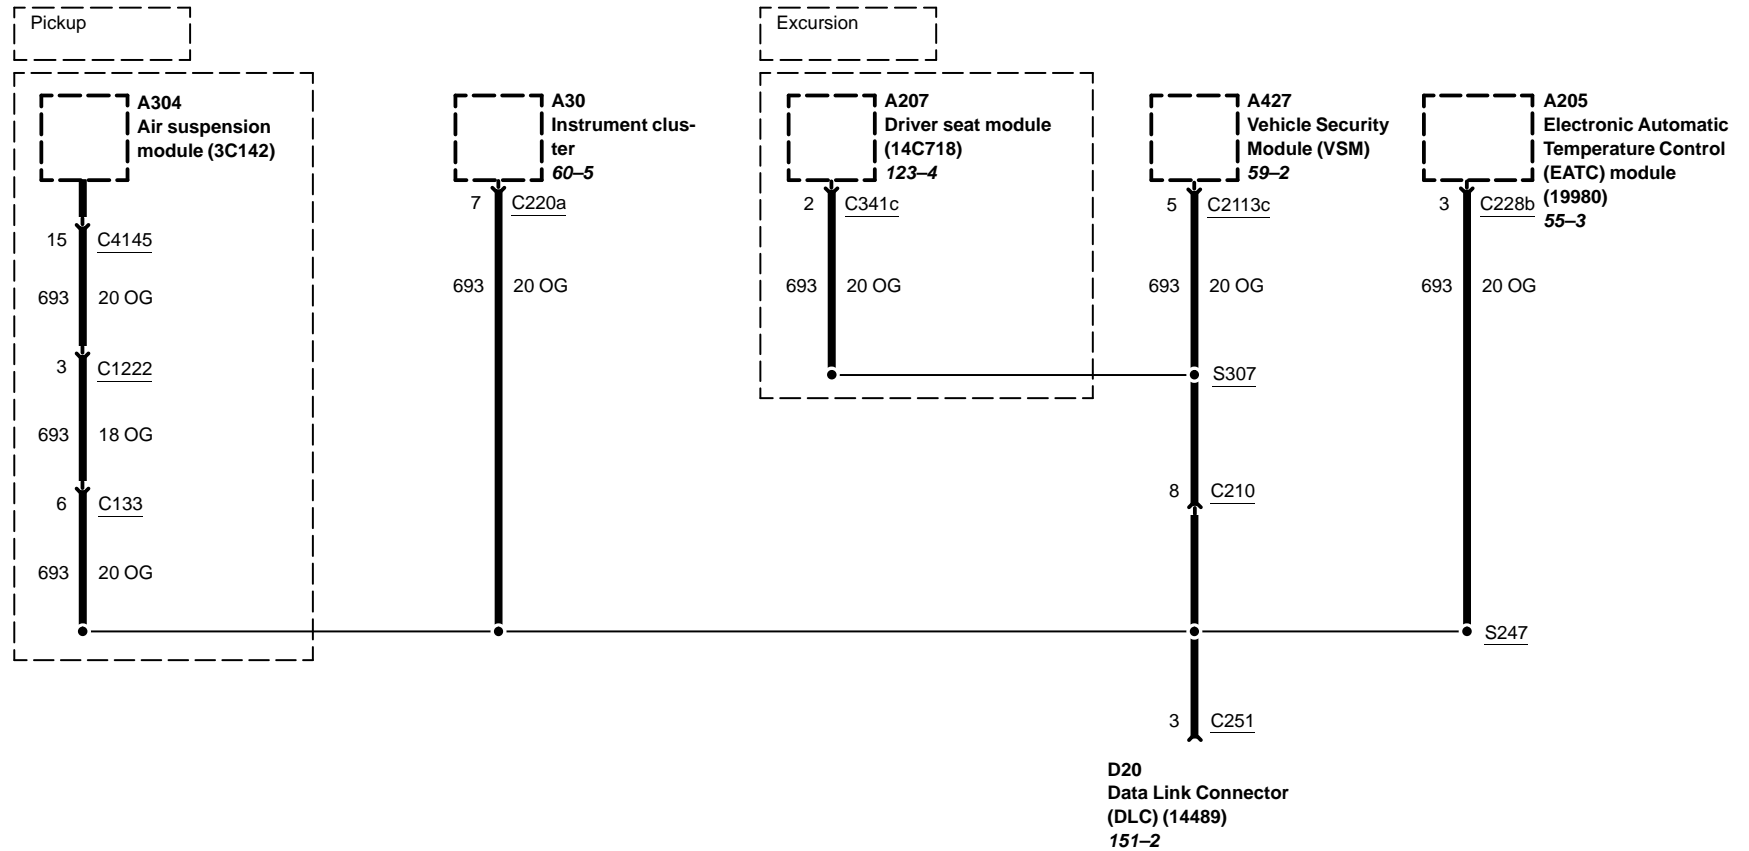 Pickup
Excursion
A304
Air suspension
module (3C142)
A30
Instrument clus-
ter
60–5
A207
Driver seat module
(14C718)
123–4
A427
Vehicle Security
Module (VSM)
59–2
A205
Electronic Automatic
Temperature Control
(EATC) module
(19980)
55–3
7 C220a
2 C341c
5 C2113c
3 C228b
15 C4145
693 20 OG
693 20 OG
693 20 OG
693 20 OG
693 20 OG
3 C1222
S307
693 18 OG
6 C133
8 C210
693 20 OG
S247
3 C251
D20
Data Link Connector
(DLC) (14489)
151–2